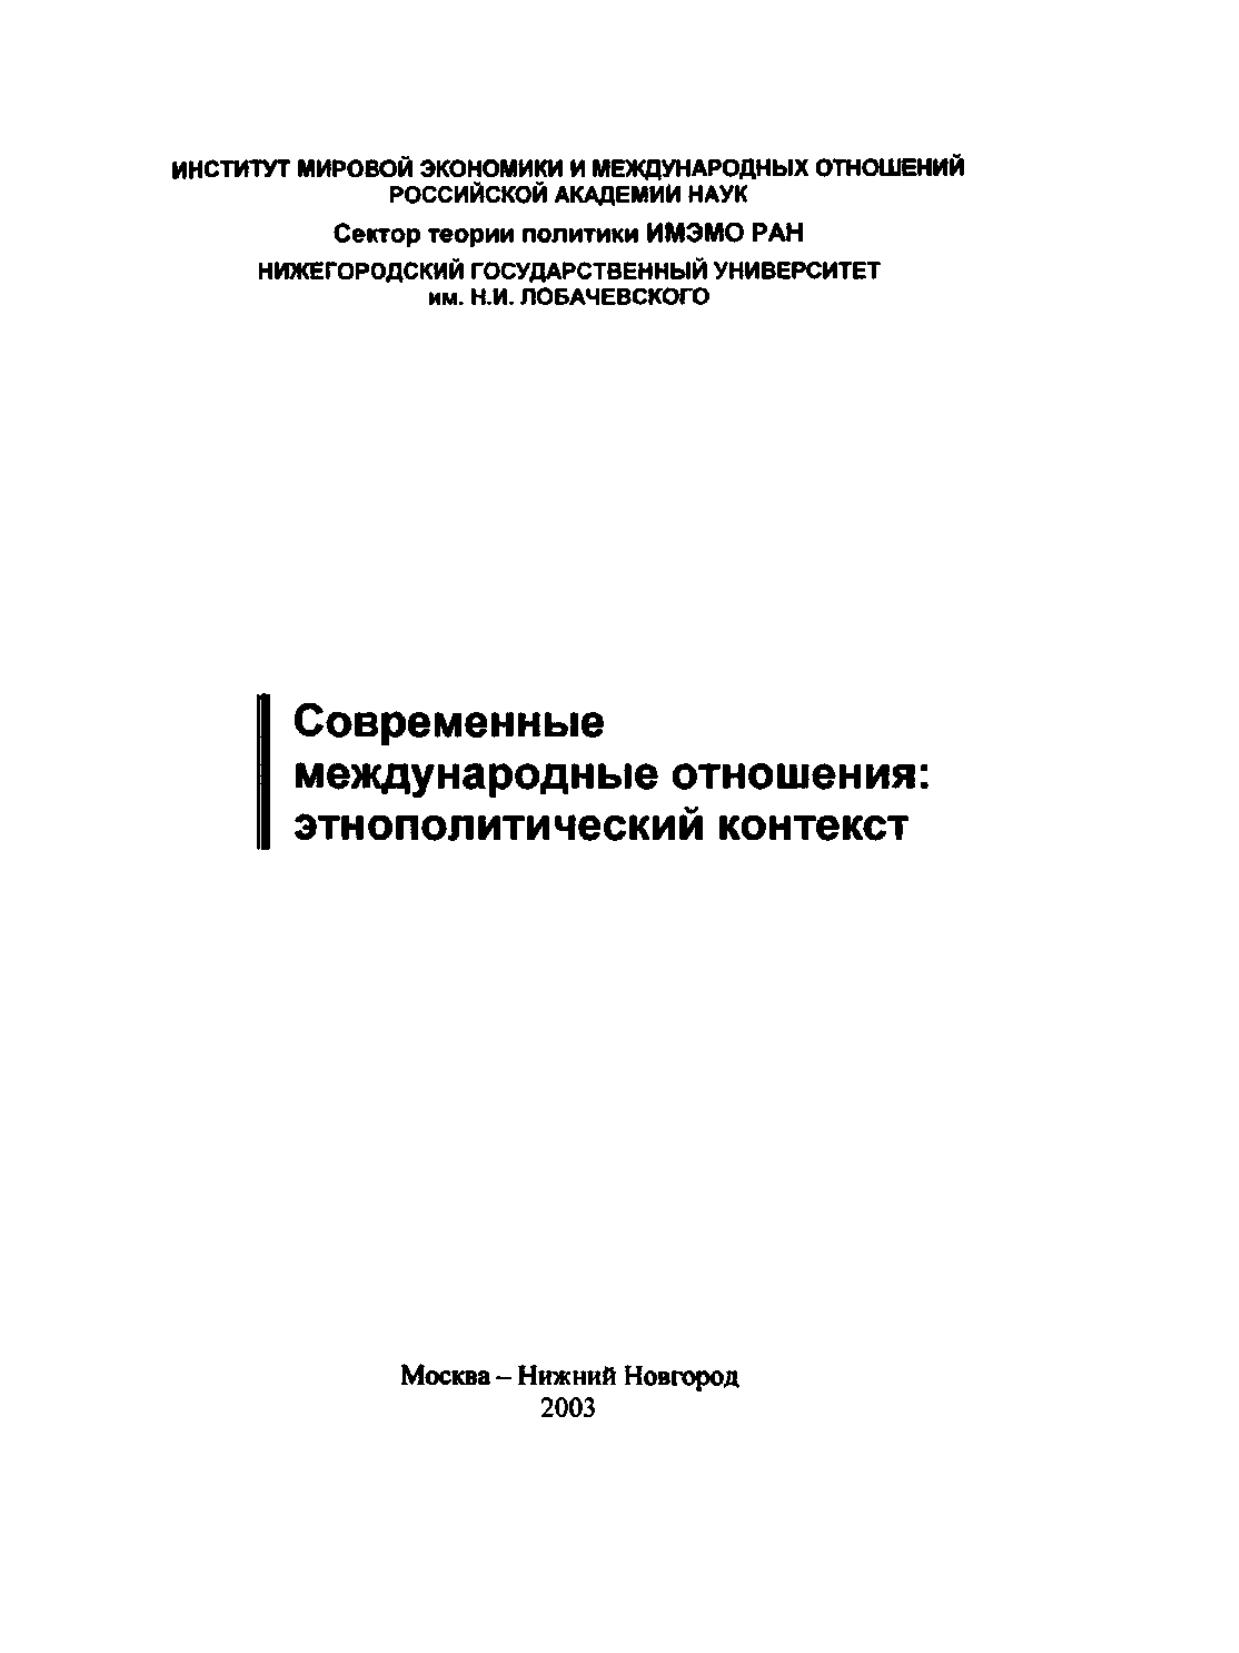 ИНСТИТУТ МИРОВОЙ ЭКОНОМИКИ И МЕЖДУНАРОДНЫХ ОТНОШЕНИЙ
РОССИЙСКОЙ АКАДЕМИИ НАУК
Сектор теории политики ИМЭМО РАН
НИЖЕГОРОДСКИЙ ГОСУДАРСТВЕННЫЙ УНИВЕРСИТЕТ
им. Н.И. ЛОБАЧЕВСКОГО
Современные
международные отношения:
этнополитический контекст
Москва – Нижний Новгород
2003